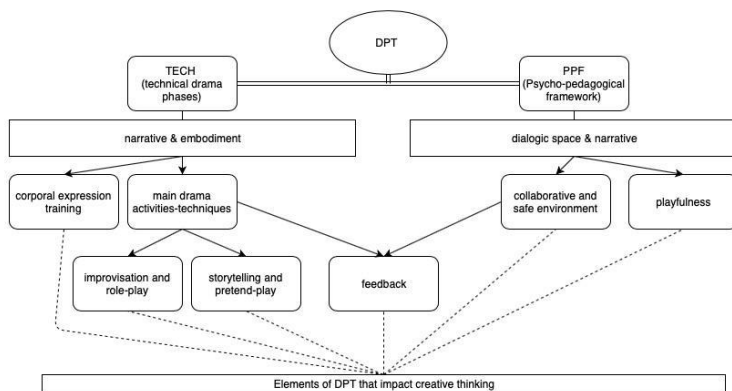 DPT
TECH
(technical drama
phases)
PPF
(Psycho-pedagogical
framework)
narrative & embodiment
dialogic space & narrative
corporal expression
training
main drama
activities-techniques
collaborative and
safe environment
playfulness
improvisation and
role-play
storytelling and
pretend-play
feedback
Elements of DPT that impact creative thinking